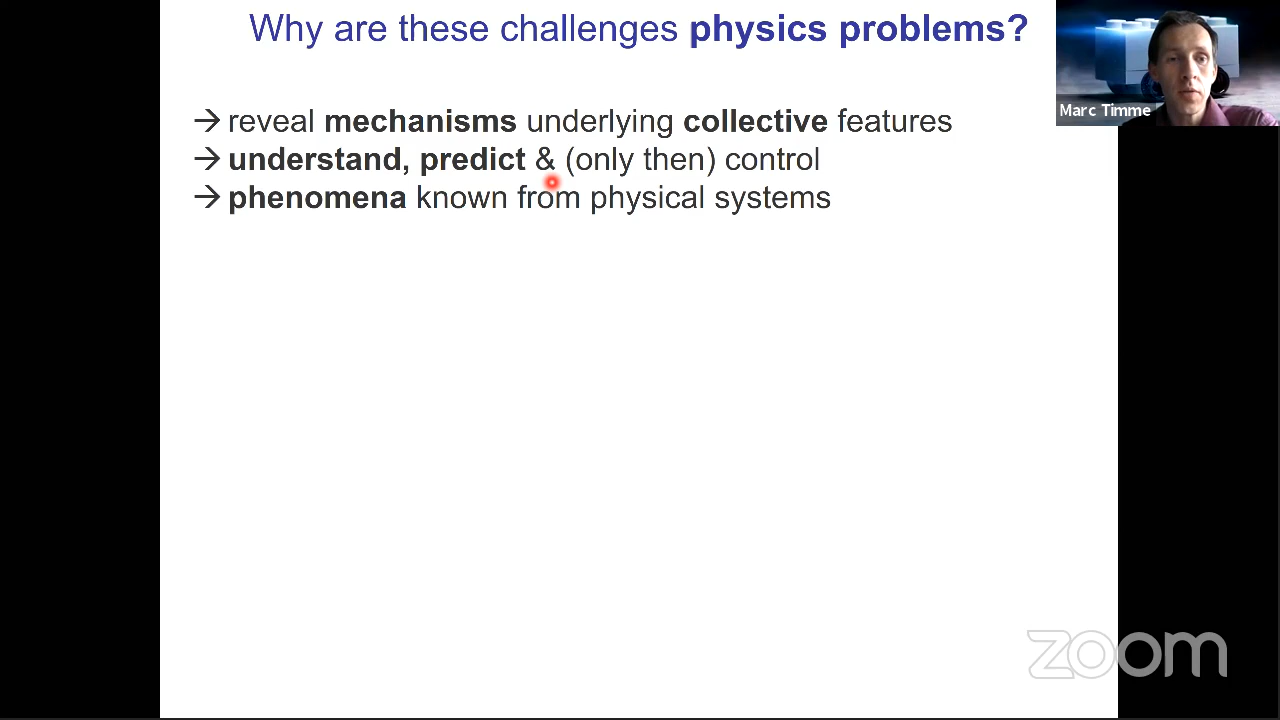 Why are these challenges physics problems?
Marc Timme
→ reveal mechanisms underlying collective features
→ understand, predict & (only then) control
→ phenomena known from physical systems
zoom